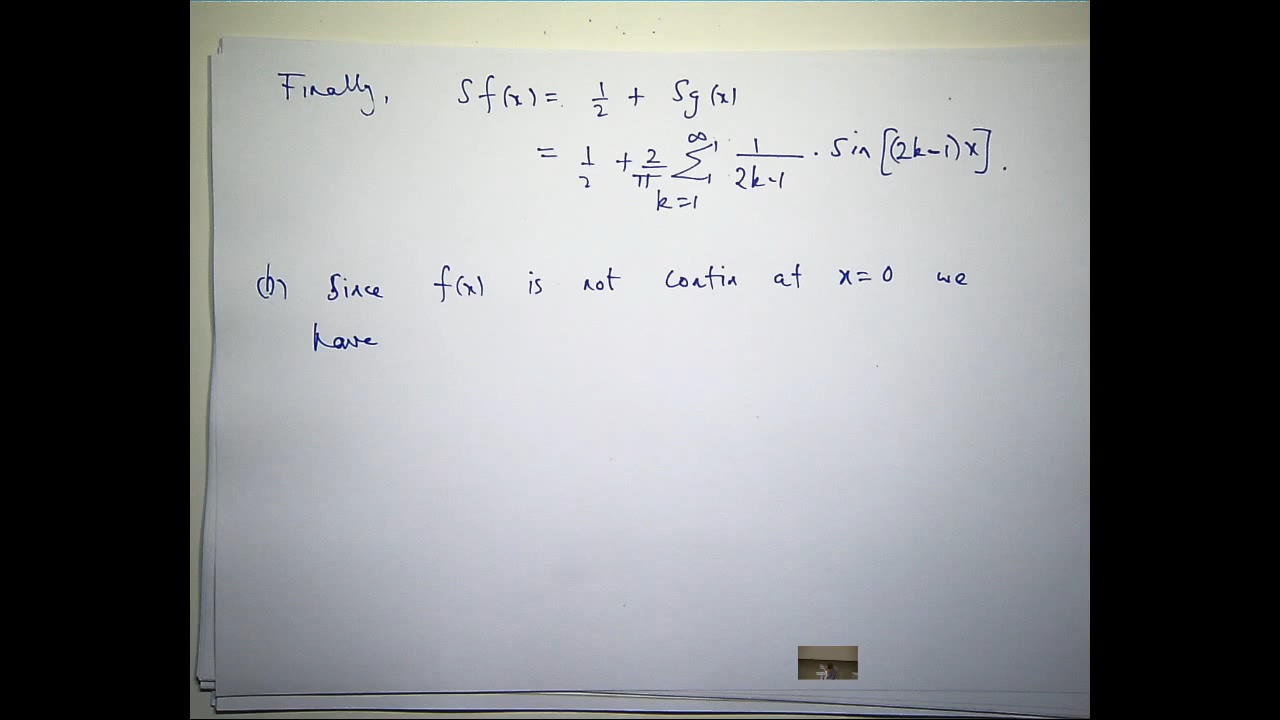 Finally, Sf(x) = 1/2 + Sg(x)
= 1/2 + 2/π ∑_{k=1}^{∞} 1/(2k-1) · sin[(2k-1)x].
(b) Since f(x) is not contin at x=0 we
have